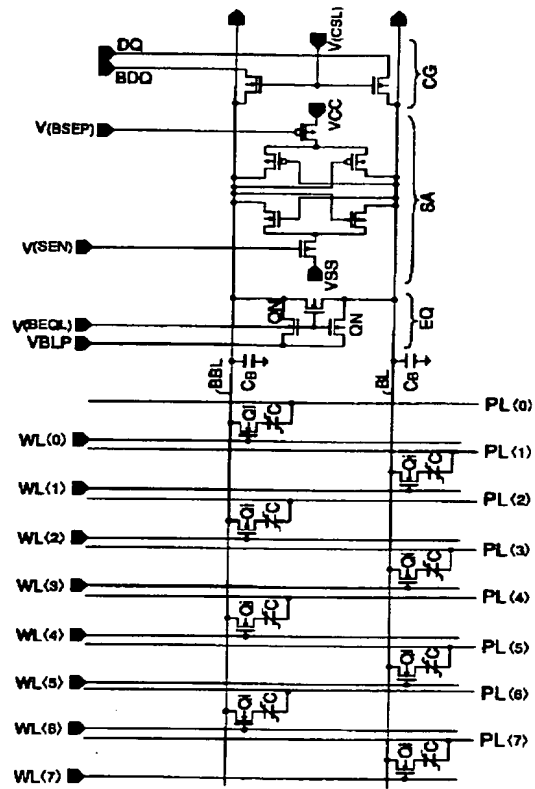 DQ
BDQ
V(CSL)
CG
V(BSEP)
VCC
SA
V(SEN)
VSS
QN
V(BEQL)
QN
EQ
VBLP
BBL
CB
BL
CB
PL(0)
Qi C
WL(0)
PL(1)
Qi C
WL(1)
PL(2)
Qi C
WL(2)
PL(3)
Qi C
WL(3)
PL(4)
Qi C
WL(4)
PL(5)
Qi C
WL(5)
PL(6)
Qi C
WL(6)
PL(7)
Qi C
WL(7)